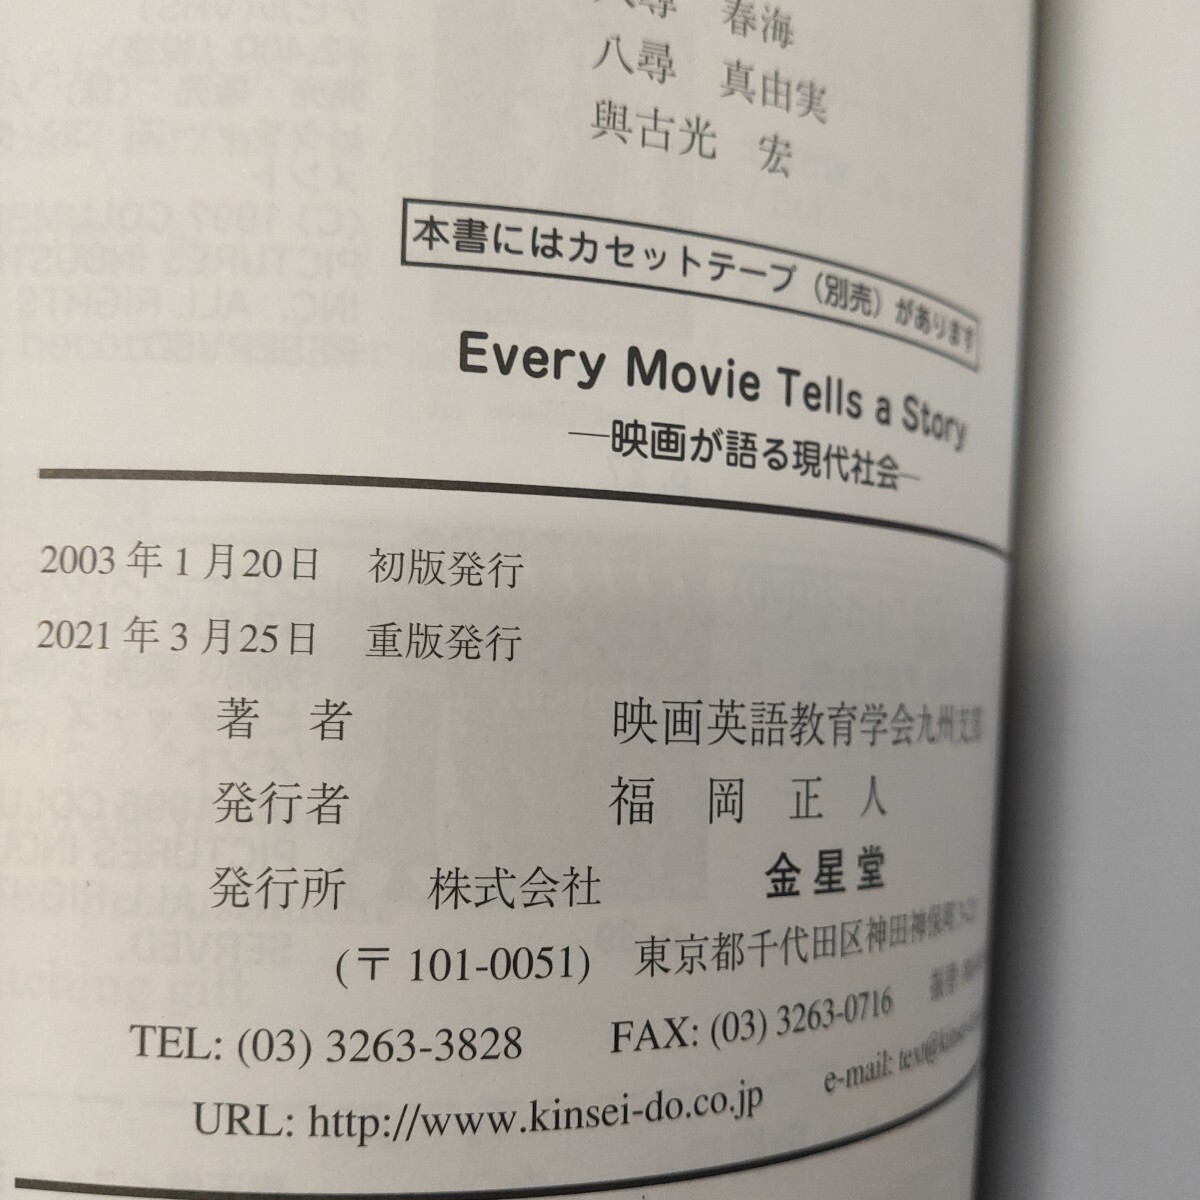 春海
八尋 真由実
與古光 宏
本書にはカセットテープ（別売）があります
Every Movie Tells a Story
―映画が語る現代社会―
2003年1月20日 初版発行
2021年3月25日 重版発行
著 者 映画英語教育学会九州支部
発行者 福岡正人
発行所 株式会社 金星堂
(〒101-0051) 東京都千代田区神田神保町3-21
TEL: (03) 3263-3828 FAX: (03) 3263-0716
URL: http://www.kinsei-do.co.jp e-mail: